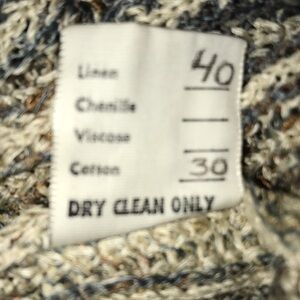 Linen 40
Chenille
Viscose
Cotton 30
DRY CLEAN ONLY